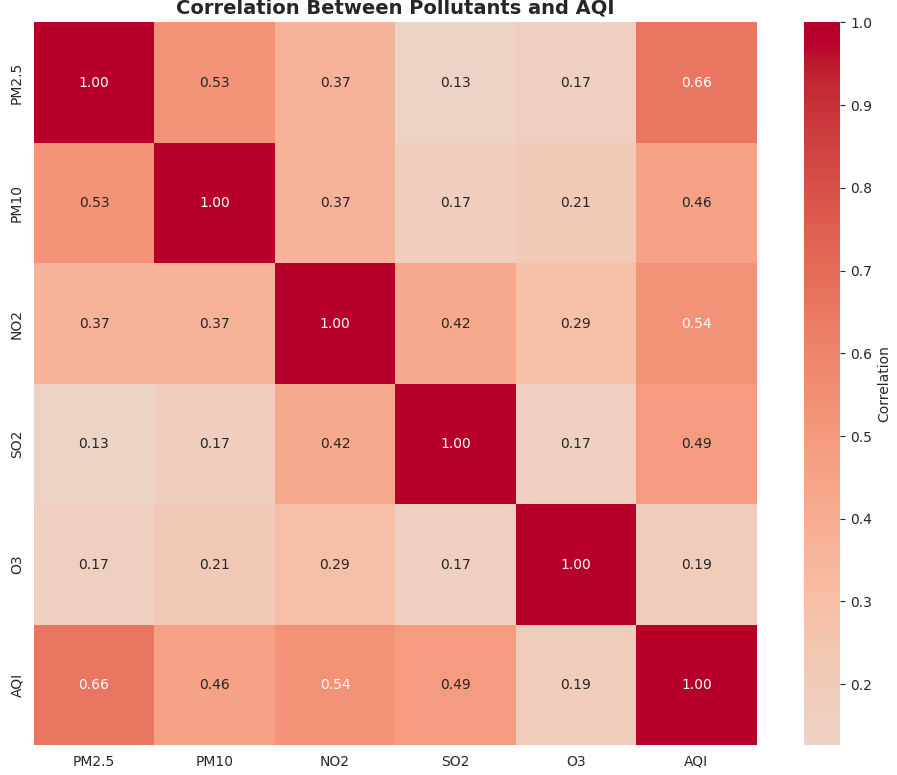 Correlation Between Pollutants and AQI
PM2.5 1.00 0.53 0.37 0.13 0.17 0.66
PM10 0.53 1.00 0.37 0.17 0.21 0.46
NO2 0.37 0.37 1.00 0.42 0.29 0.54
SO2 0.13 0.17 0.42 1.00 0.17 0.49
O3 0.17 0.21 0.29 0.17 1.00 0.19
AQI 0.66 0.46 0.54 0.49 0.19 1.00
PM2.5 PM10 NO2 SO2 O3 AQI
1.0
0.9
0.8
0.7
0.6
0.5
0.4
0.3
0.2
Correlation